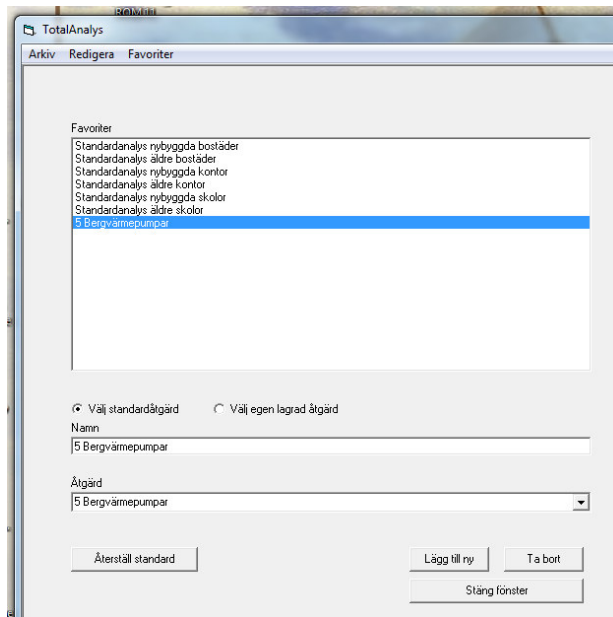 TotalAnalys
Arkiv Redigera Favoriter
Favoriter
Standardanalys nybyggda bostäder
Standardanalys äldre bostäder
Standardanalys nybyggda kontor
Standardanalys äldre kontor
Standardanalys nybyggda skolor
Standardanalys äldre skolor
5 Bergvärmepumpar
Välj standardåtgärd Välj egen lagrad åtgärd
Namn
5 Bergvärmepumpar
Åtgärd
5 Bergvärmepumpar
Återställ standard Lägg till ny Ta bort
Stäng fönster